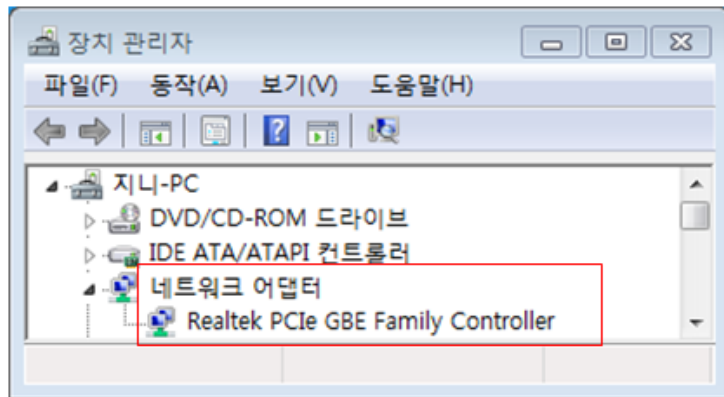 장치 관리자
파일(F) 동작(A) 보기(V) 도움말(H)
지니-PC
DVD/CD-ROM 드라이브
IDE ATA/ATAPI 컨트롤러
네트워크 어댑터
Realtek PCIe GBE Family Controller